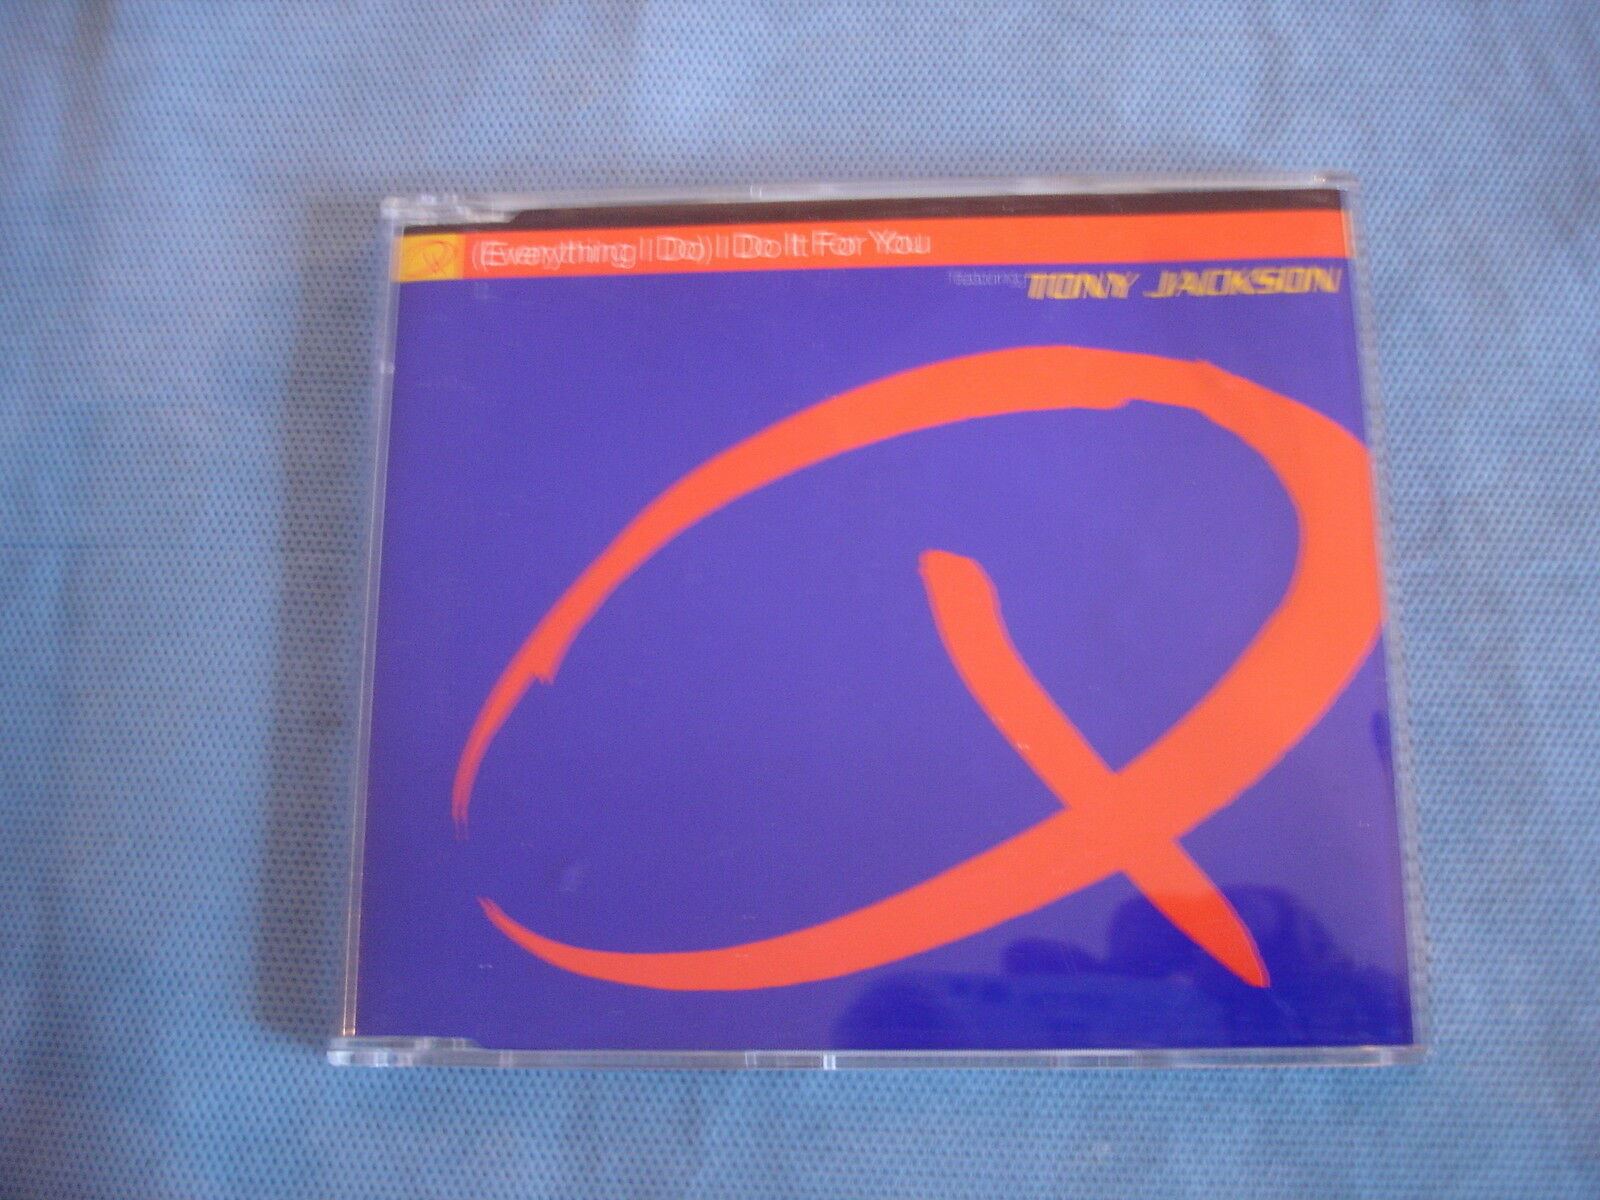 (Everything I Do) I Do It For You
featuring TONY JACKSON
Q